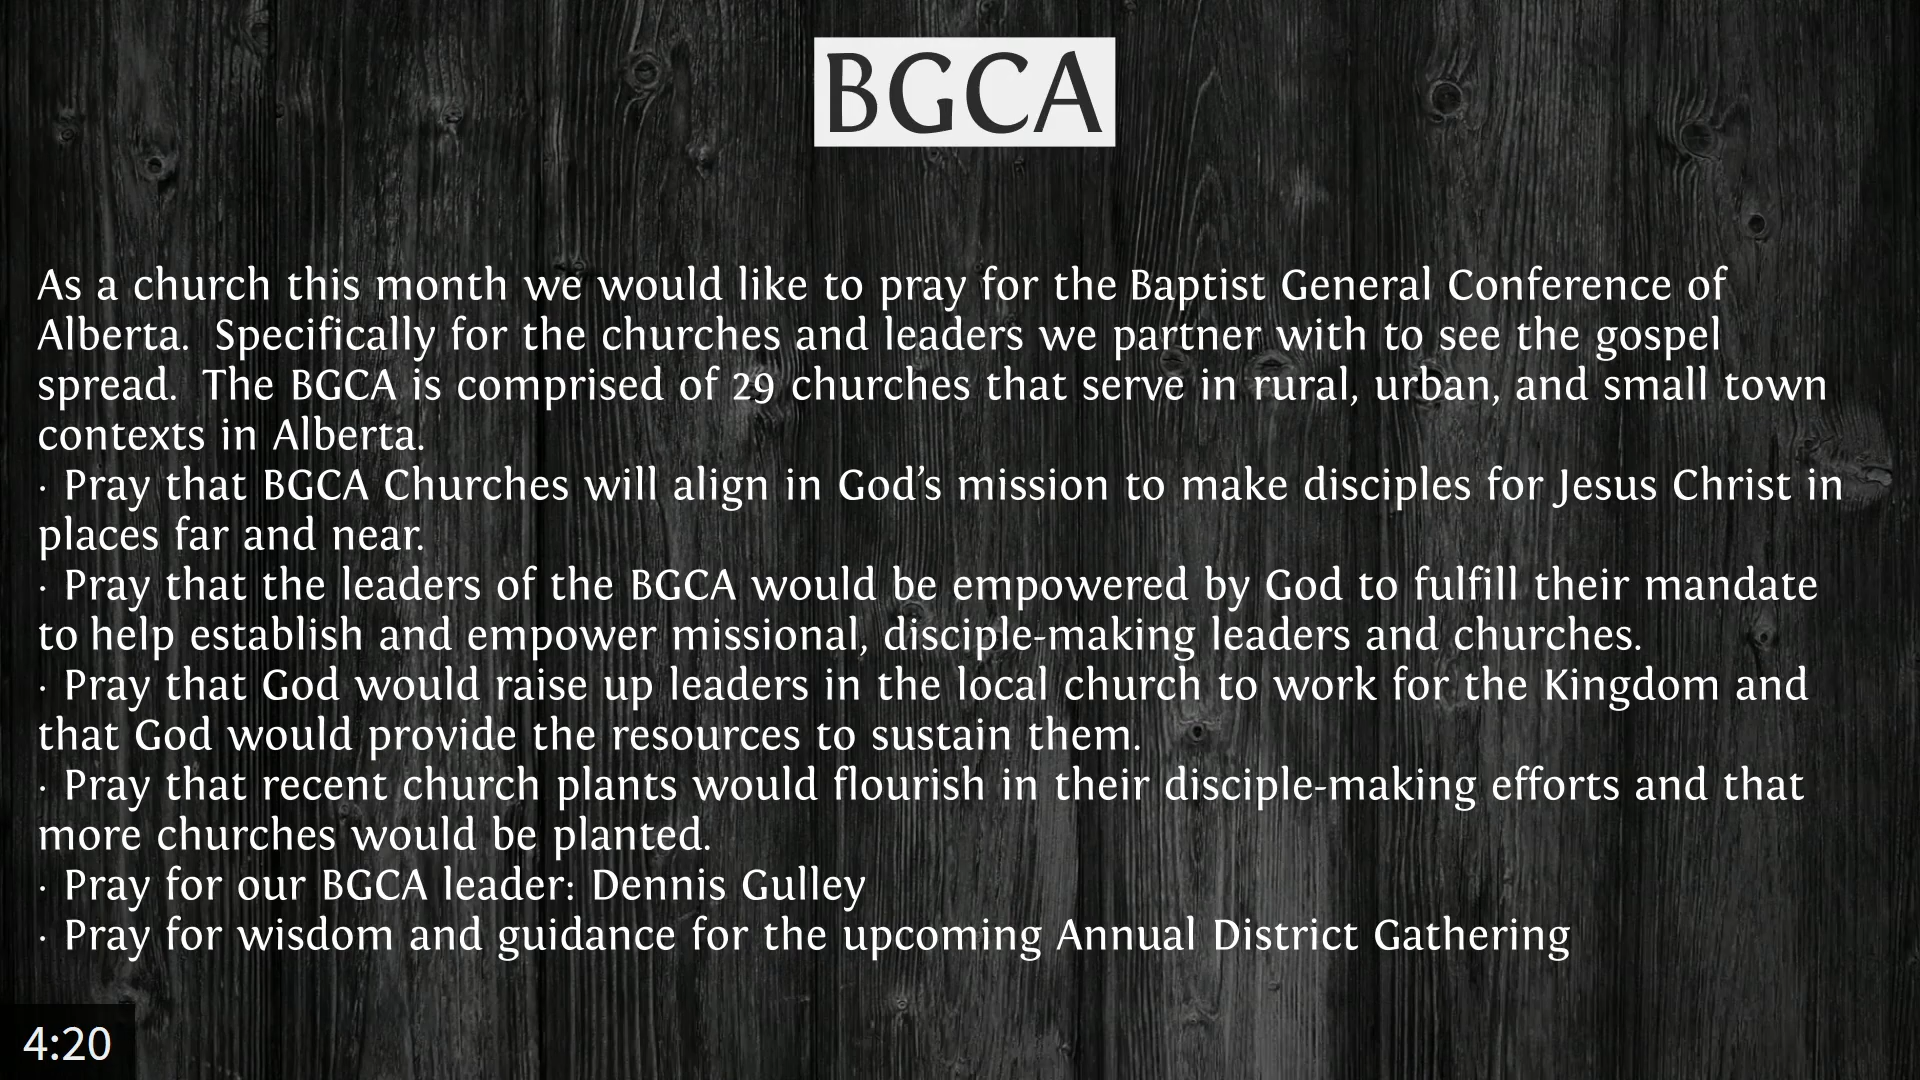 BGCA
As a church this month we would like to pray for the Baptist General Conference of
Alberta.  Specifically for the churches and leaders we partner with to see the gospel
spread.  The BGCA is comprised of 29 churches that serve in rural, urban, and small town
contexts in Alberta.
· Pray that BGCA Churches will align in God’s mission to make disciples for Jesus Christ in
places far and near.
· Pray that the leaders of the BGCA would be empowered by God to fulfill their mandate
to help establish and empower missional, disciple-making leaders and churches.
· Pray that God would raise up leaders in the local church to work for the Kingdom and
that God would provide the resources to sustain them.
· Pray that recent church plants would flourish in their disciple-making efforts and that
more churches would be planted.
· Pray for our BGCA leader: Dennis Gulley
· Pray for wisdom and guidance for the upcoming Annual District Gathering
4:20